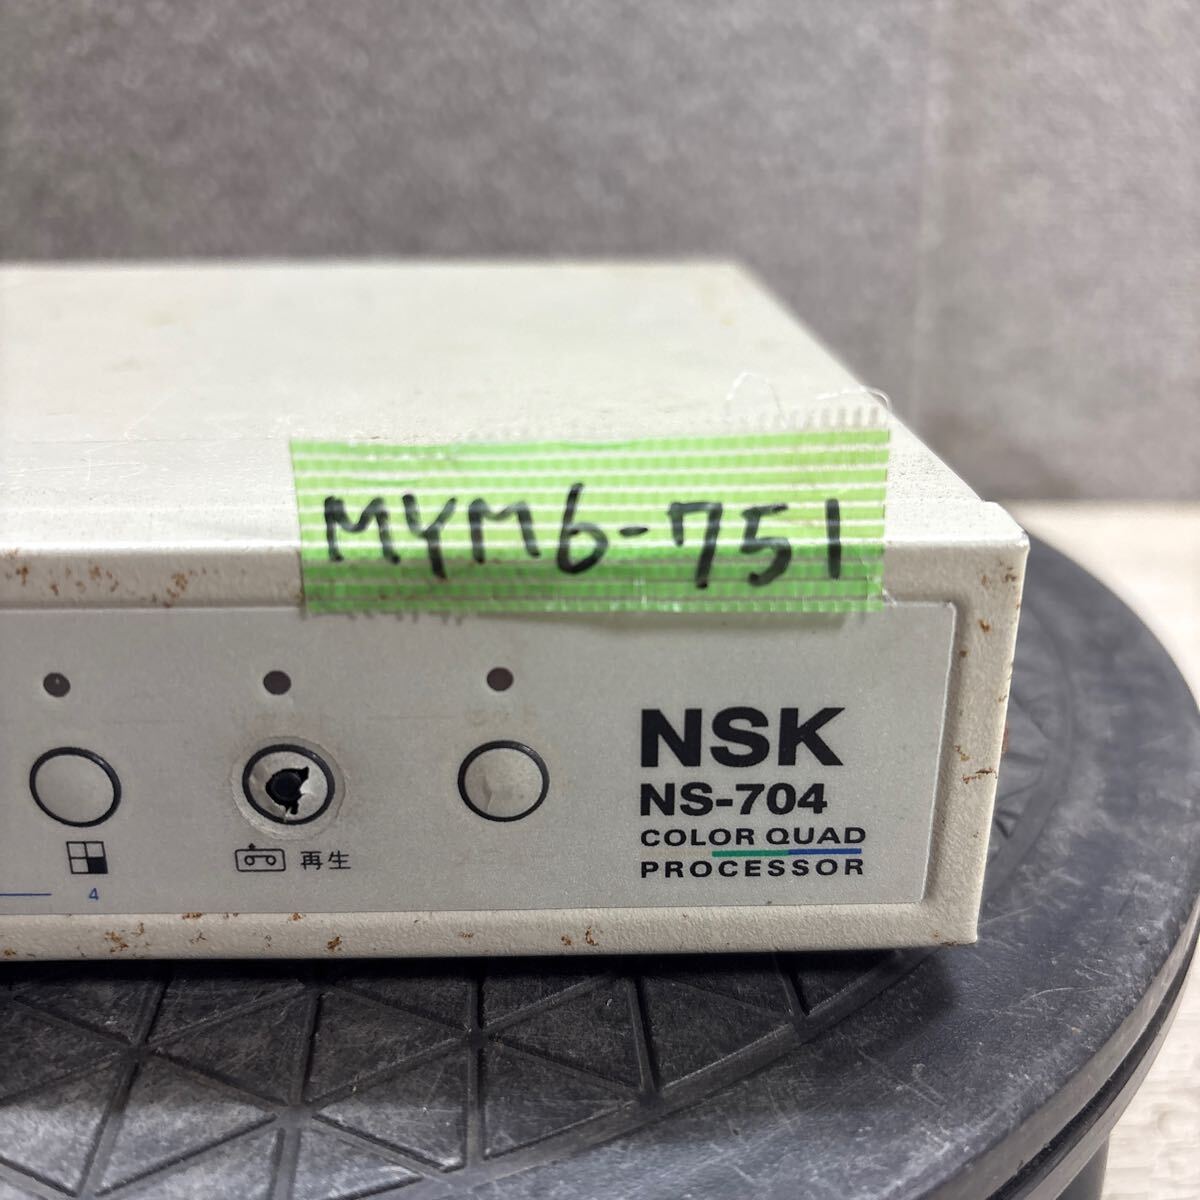 MYM6-751
NSK
NS-704
COLOR QUAD
PROCESSOR
再生
4